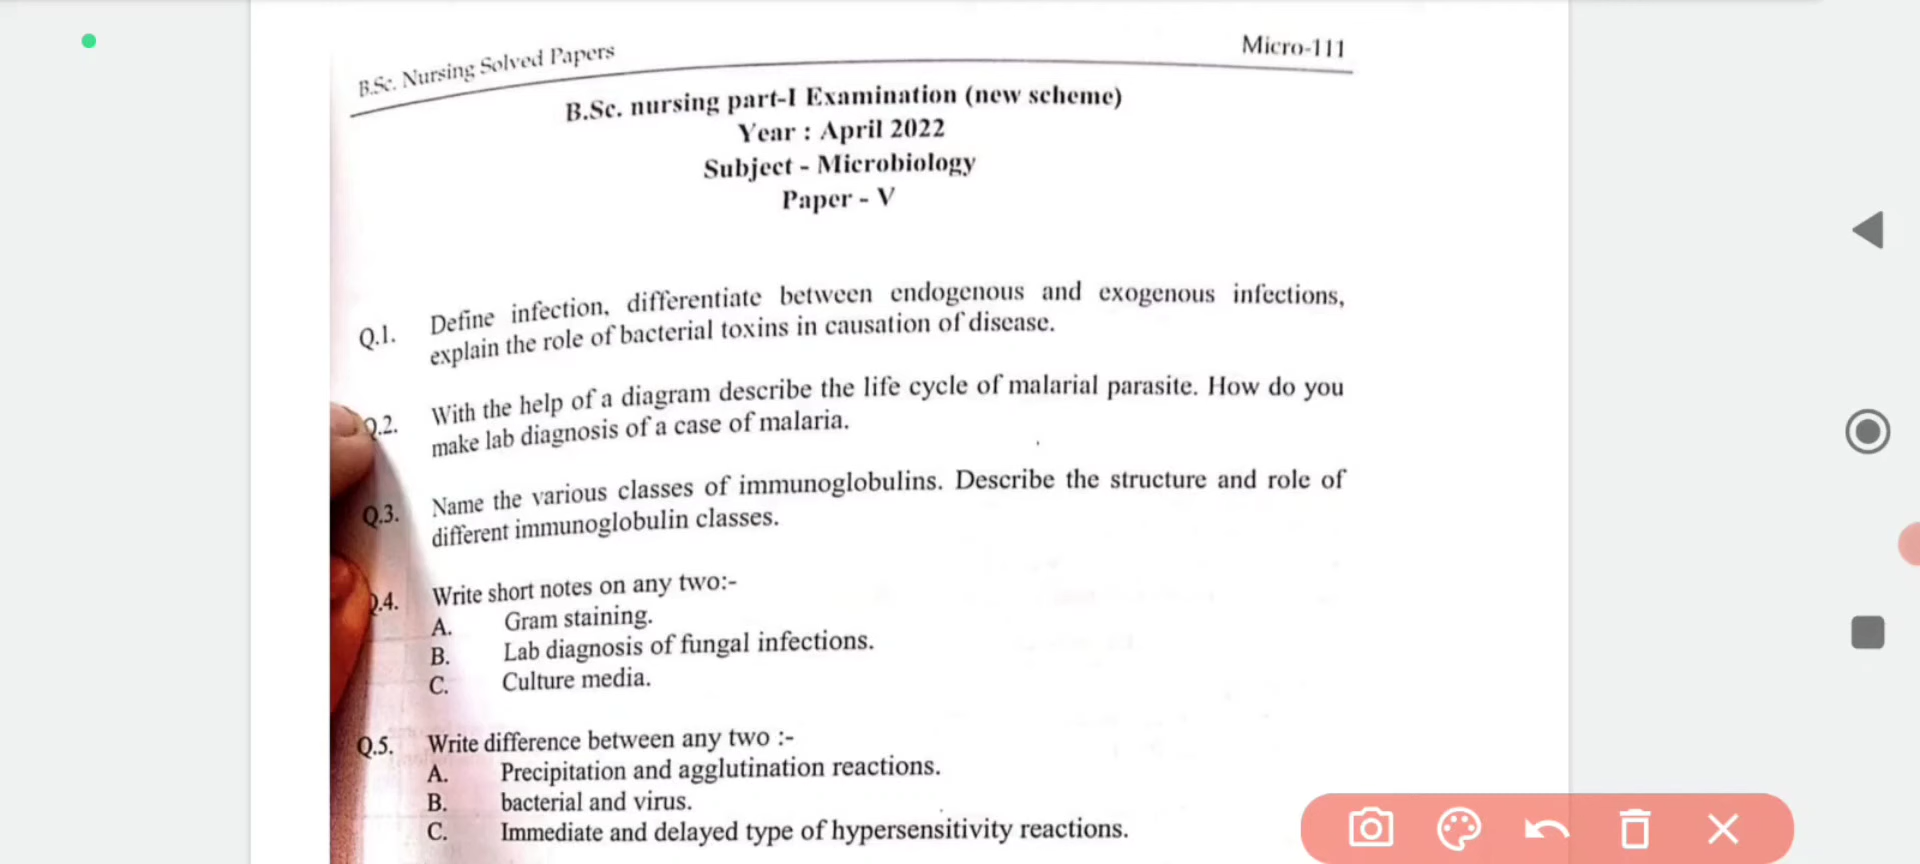 B.Sc. Nursing Solved Papers
Micro-111
B.Sc. nursing part-I Examination (new scheme)
Year : April 2022
Subject - Microbiology
Paper - V
Q.1. Define infection, differentiate between endogenous and exogenous infections,
explain the role of bacterial toxins in causation of disease.
Q.2. With the help of a diagram describe the life cycle of malarial parasite. How do you
make lab diagnosis of a case of malaria.
Q.3. Name the various classes of immunoglobulins. Describe the structure and role of
different immunoglobulin classes.
Q.4. Write short notes on any two:-
A. Gram staining.
B. Lab diagnosis of fungal infections.
C. Culture media.
Q.5. Write difference between any two :-
A. Precipitation and agglutination reactions.
B. bacterial and virus.
C. Immediate and delayed type of hypersensitivity reactions.